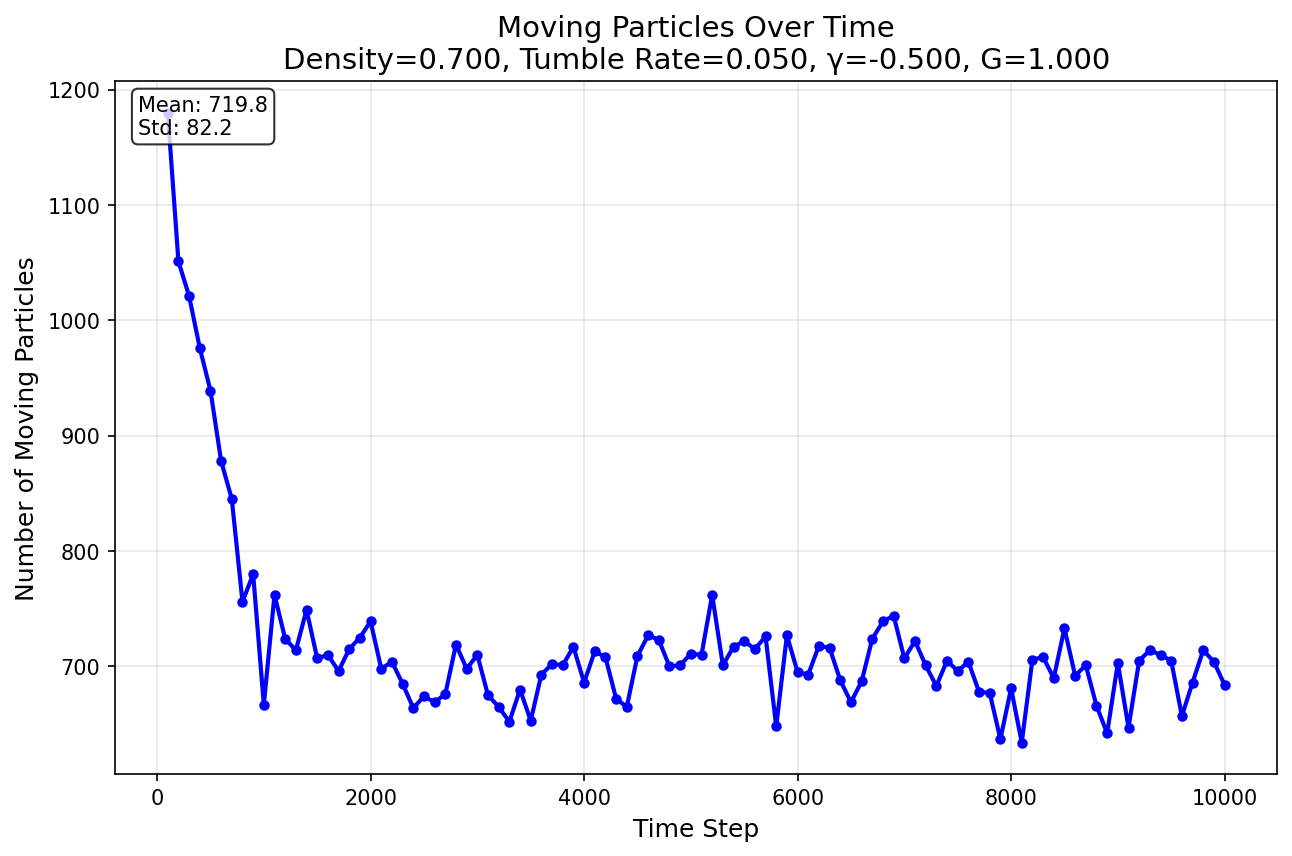 Moving Particles Over Time
Density=0.700, Tumble Rate=0.050, γ=-0.500, G=1.000
Mean: 719.8
Std: 82.2
Number of Moving Particles
1200
1100
1000
900
800
700
0 2000 4000 6000 8000 10000
Time Step